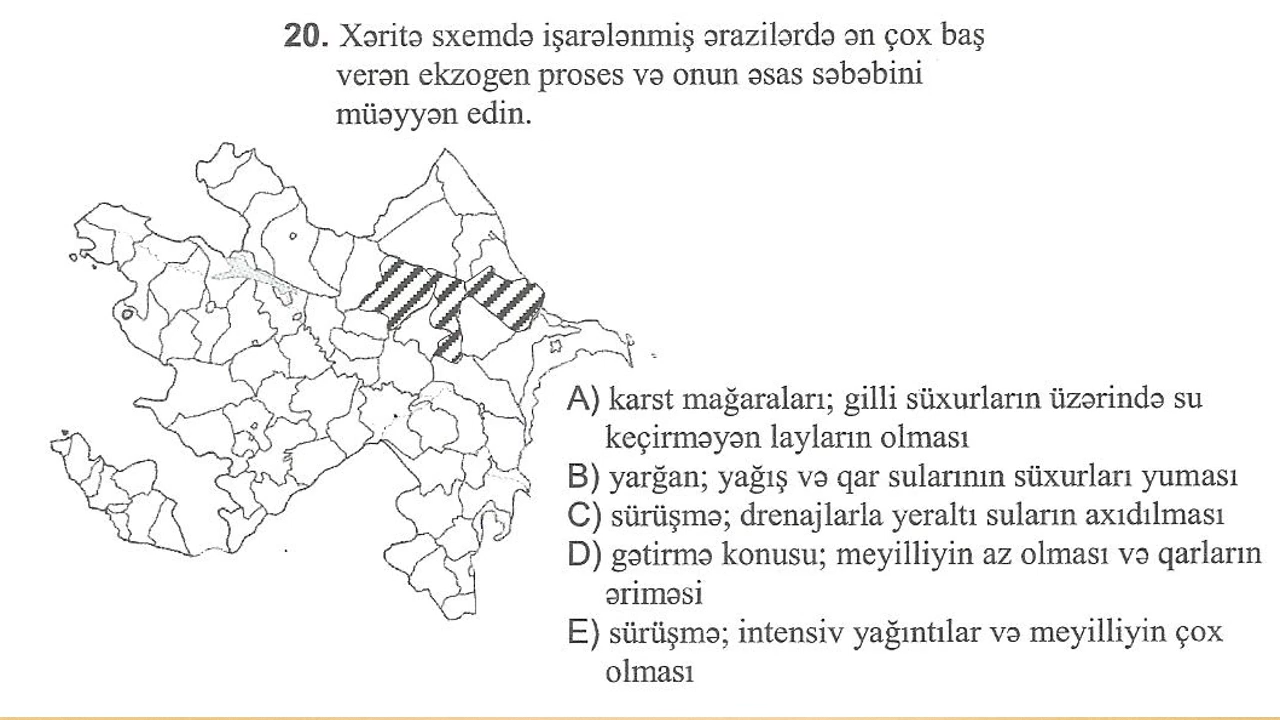 20. Xəritə sxemdə işarələnmiş ərazilərdə ən çox baş
verən ekzogen proses və onun əsas səbəbini
müəyyən edin.
A) karst mağaraları; gilli süxurların üzərində su
keçirməyən layların olması
B) yarğan; yağış və qar sularının süxurları yuması
C) sürüşmə; drenajlarla yeraltı suların axıdılması
D) gətirmə konusu; meyilliyin az olması və qarların
əriməsi
E) sürüşmə; intensiv yağıntılar və meyilliyin çox
olması